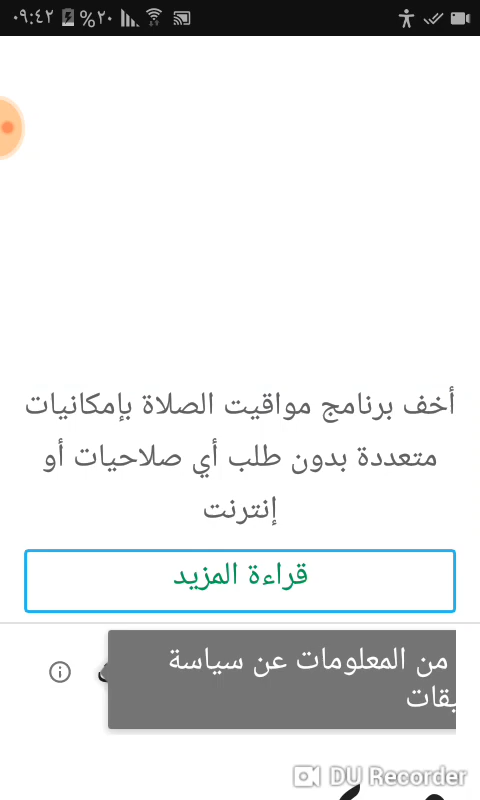 ٠٩:٤٢ %٢٠
أخف برنامج مواقيت الصلاة بإمكانيات
متعددة بدون طلب أي صلاحيات أو
إنترنت
قراءة المزيد
من المعلومات عن سياسة
DU Recorder